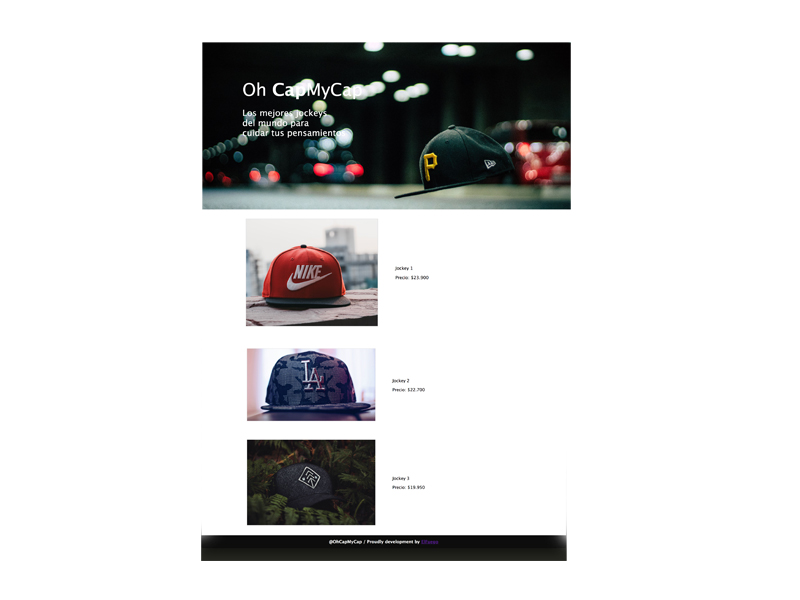 Oh CapMyCap
Los mejores Jockeys
del mundo para
cuidar tus pensamientos
P
NIKE
Jockey 1
Precio: $23.900
LA
Jockey 2
Precio: $22.700
Jockey 3
Precio: $19.950
@OhCapMyCap / Proudly development by